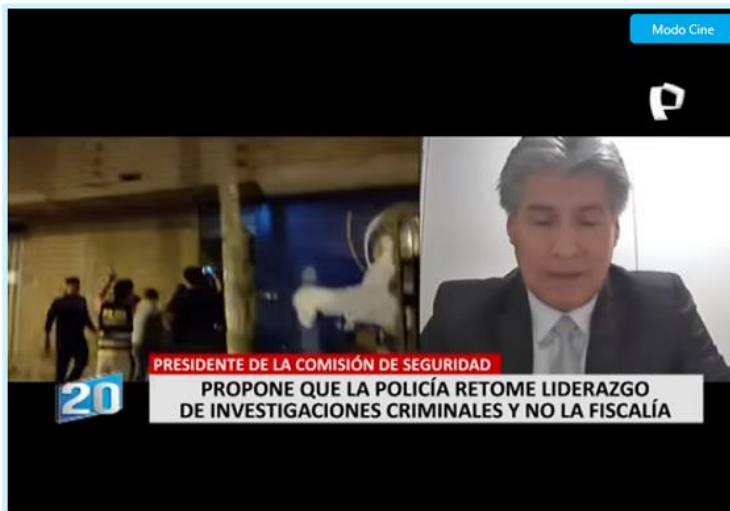 Modo Cine
PRESIDENTE DE LA COMISIÓN DE SEGURIDAD
20
PROPONE QUE LA POLICÍA RETOME LIDERAZGO
DE INVESTIGACIONES CRIMINALES Y NO LA FISCALÍA